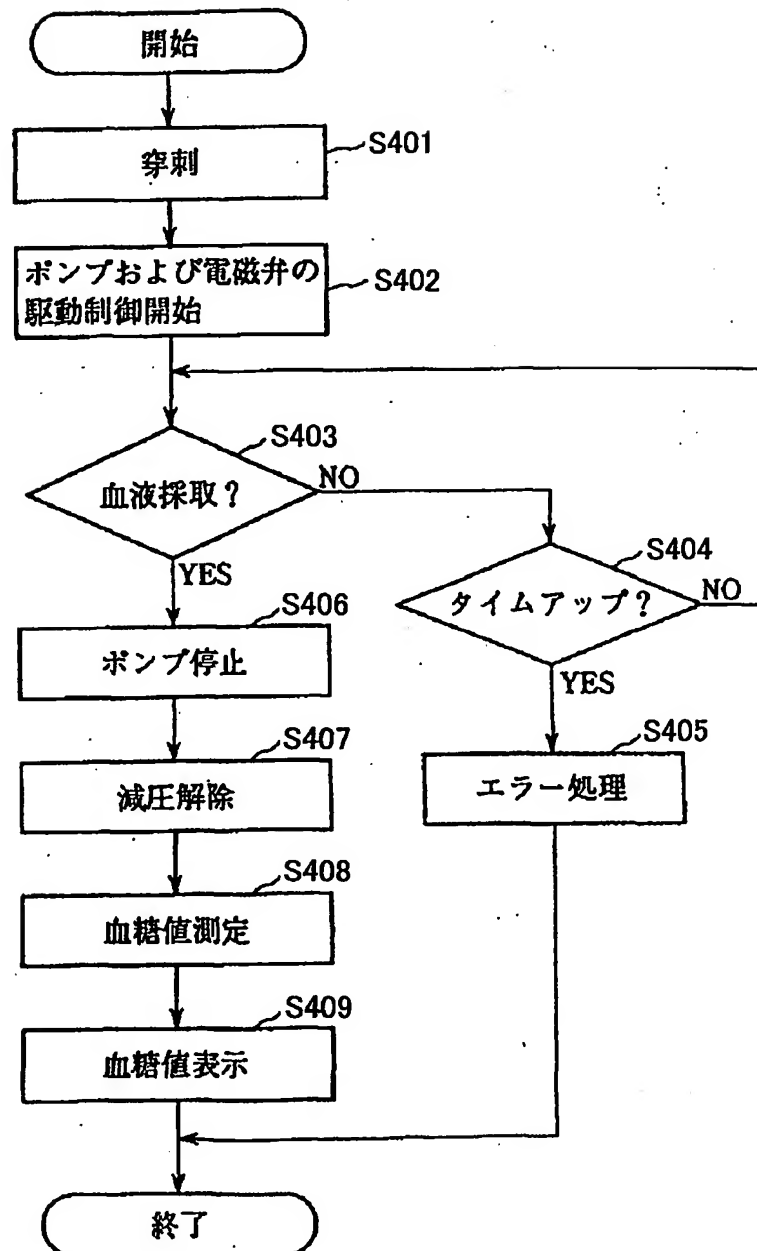 開始
穿刺
S401
ポンプおよび電磁弁の
駆動制御開始
S402
S403
血液採取？
NO
YES
S404
タイムアップ？
NO
YES
S406
ポンプ停止
S405
エラー処理
S407
減圧解除
S408
血糖値測定
S409
血糖値表示
終了